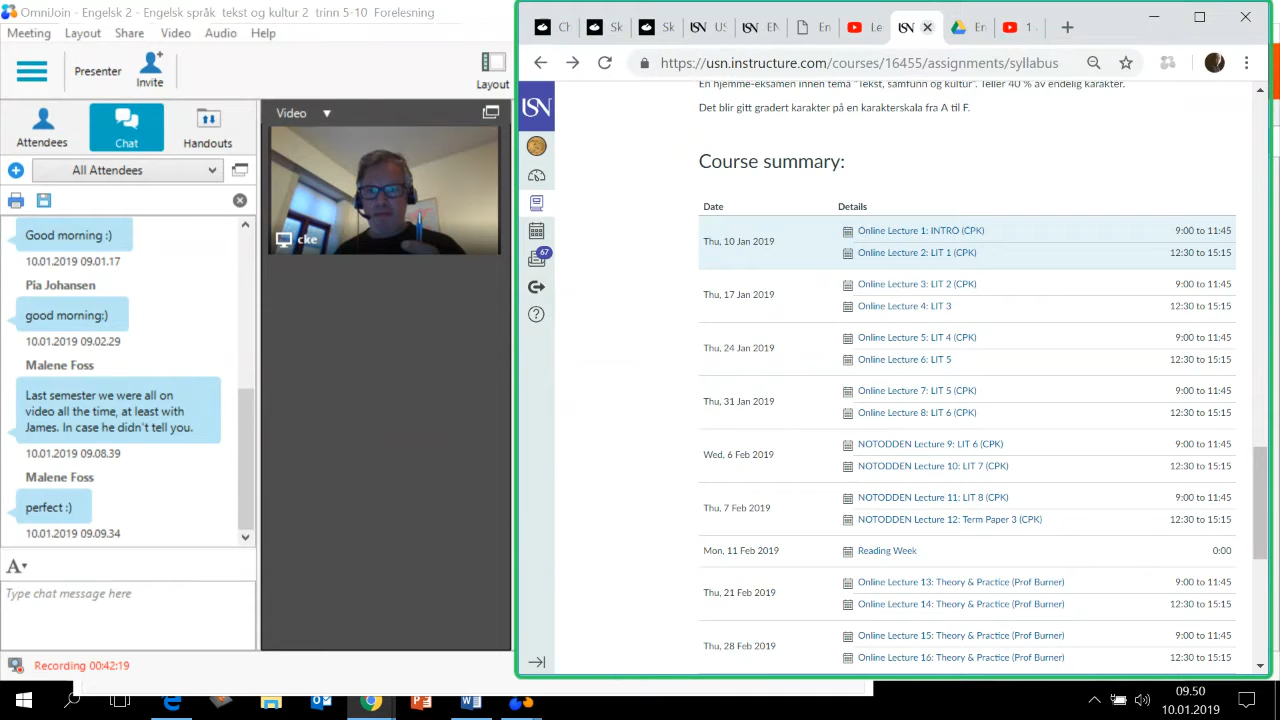 OmniJoin - Engelsk 2 - Engelsk språk tekst og kultur 2 trinn 5-10 Forelesning
Meeting Layout Share Video Audio Help
Presenter
Invite
Layout
Attendees
Chat
Handouts
All Attendees
Good morning :)
10.01.2019 09.01.17
Pia Johansen
good morning:)
10.01.2019 09.02.29
Malene Foss
Last semester we were all on
video all the time, at least with
James. In case he didn't tell you.
10.01.2019 09.08.39
Malene Foss
perfect :)
10.01.2019 09.09.34
A
Type chat message here
Recording 00:42:19
Video
cke
Ch
Sk
Sk
USN
US
USN
EN
En
Le
USN
En
https://usn.instructure.com/courses/16455/assignments/syllabus
USN
67
En hjemme-eksamen innen tema "Tekst, samfunn og kultur". Teller 40 % av endelig karakter.
Det blir gitt gradert karakter på en karakterskala fra A til F.
Course summary:
Date Details
Thu, 10 Jan 2019
Online Lecture 1: INTRO (CPK) 9:00 to 11:45
Online Lecture 2: LIT 1 (CPK) 12:30 to 15:15
Thu, 17 Jan 2019
Online Lecture 3: LIT 2 (CPK) 9:00 to 11:45
Online Lecture 4: LIT 3 12:30 to 15:15
Thu, 24 Jan 2019
Online Lecture 5: LIT 4 (CPK) 9:00 to 11:45
Online Lecture 6: LIT 5 12:30 to 15:15
Thu, 31 Jan 2019
Online Lecture 7: LIT 5 (CPK) 9:00 to 11:45
Online Lecture 8: LIT 6 (CPK) 12:30 to 15:15
Wed, 6 Feb 2019
NOTODDEN Lecture 9: LIT 6 (CPK) 9:00 to 11:45
NOTODDEN Lecture 10: LIT 7 (CPK) 12:30 to 15:15
Thu, 7 Feb 2019
NOTODDEN Lecture 11: LIT 8 (CPK) 9:00 to 11:45
NOTODDEN Lecture 12: Term Paper 3 (CPK) 12:30 to 15:15
Mon, 11 Feb 2019 Reading Week 0:00
Thu, 21 Feb 2019
Online Lecture 13: Theory & Practice (Prof Burner) 9:00 to 11:45
Online Lecture 14: Theory & Practice (Prof Burner) 12:30 to 15:15
Thu, 28 Feb 2019
Online Lecture 15: Theory & Practice (Prof Burner) 9:00 to 11:45
Online Lecture 16: Theory & Practice (Prof Burner) 12:30 to 15:15
09.50
10.01.2019